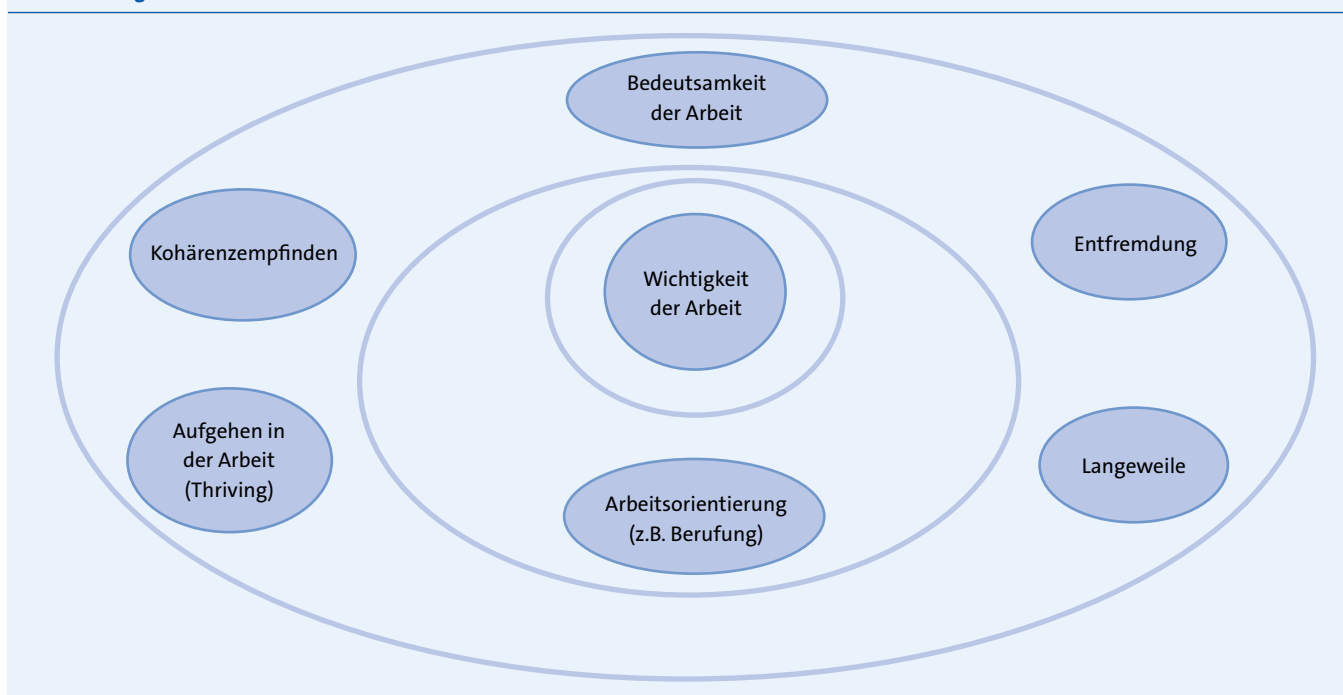 Bedeutsamkeit
der Arbeit
Kohärenzempfinden
Wichtigkeit
der Arbeit
Entfremdung
Aufgehen in
der Arbeit
(Thriving)
Arbeitsorientierung
(z.B. Berufung)
Langeweile